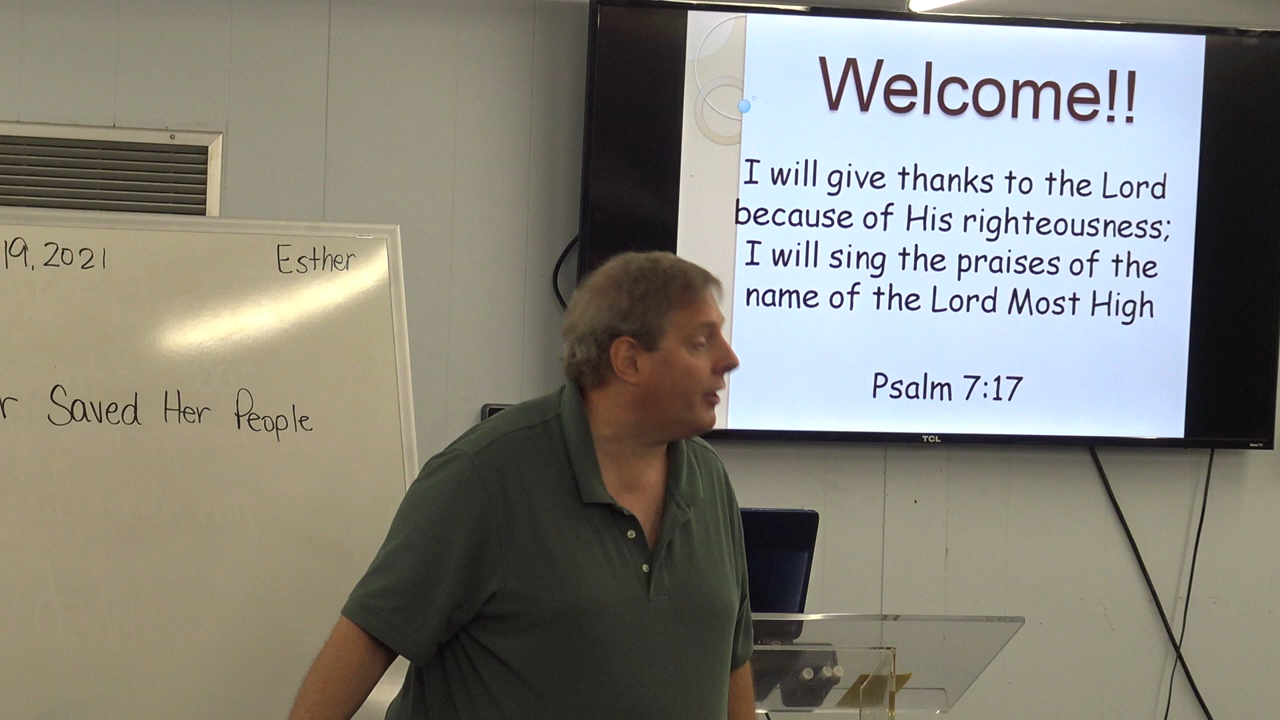 19, 2021
Esther
r Saved Her People
Welcome!!
I will give thanks to the Lord
because of His righteousness;
I will sing the praises of the
name of the Lord Most High
Psalm 7:17
TCL